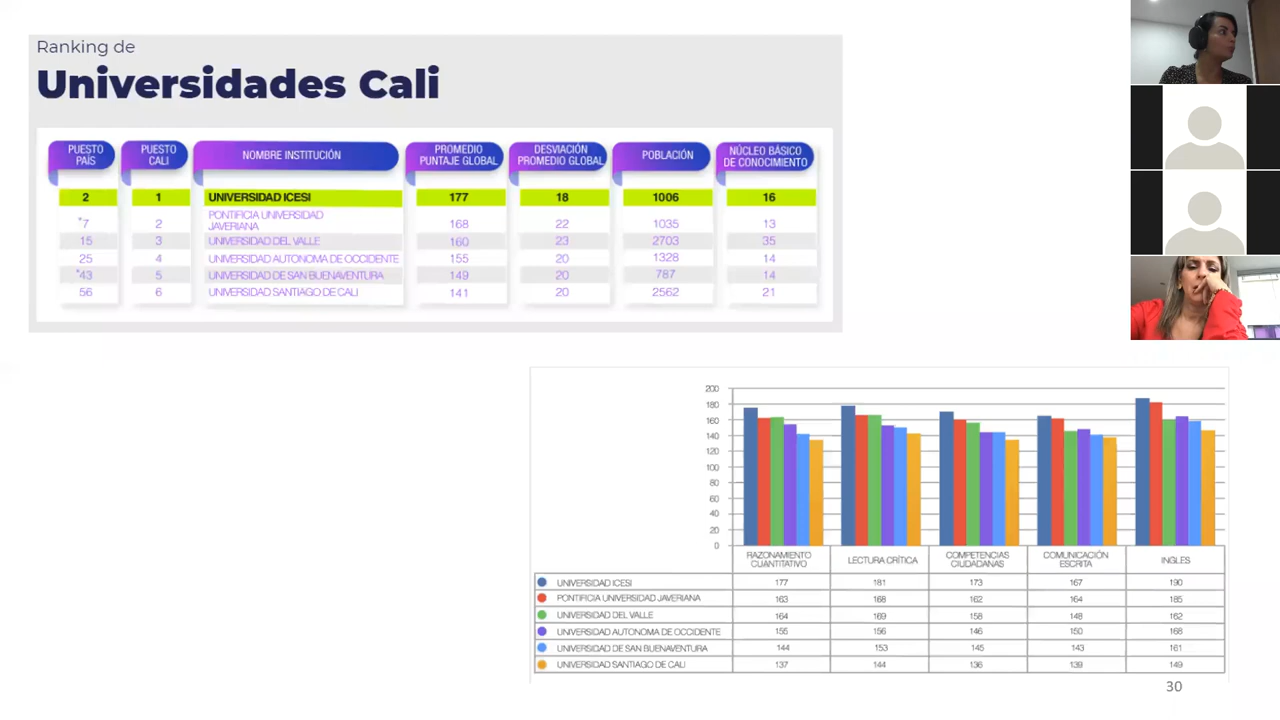 Ranking de
Universidades Cali
PUESTO PAÍS PUESTO CALI NOMBRE INSTITUCIÓN PROMEDIO PUNTAJE GLOBAL DESVIACIÓN PROMEDIO GLOBAL POBLACIÓN NÚCLEO BÁSICO DE CONOCIMIENTO
2 1 UNIVERSIDAD ICESI 177 18 1006 16
*7 2 PONTIFICIA UNIVERSIDAD JAVERIANA 168 22 1035 13
15 3 UNIVERSIDAD DEL VALLE 160 23 2703 35
25 4 UNIVERSIDAD AUTONOMA DE OCCIDENTE 155 20 1328 14
*43 5 UNIVERSIDAD DE SAN BUENAVENTURA 149 20 787 14
56 6 UNIVERSIDAD SANTIAGO DE CALI 141 20 2562 21
200
180
160
140
120
100
80
60
40
20
0
RAZONAMIENTO CUANTITATIVO LECTURA CRÍTICA COMPETENCIAS CIUDADANAS COMUNICACIÓN ESCRITA INGLES
UNIVERSIDAD ICESI 177 181 173 167 190
PONTIFICIA UNIVERSIDAD JAVERIANA 163 168 162 164 185
UNIVERSIDAD DEL VALLE 164 169 158 148 162
UNIVERSIDAD AUTONOMA DE OCCIDENTE 155 156 146 150 168
UNIVERSIDAD DE SAN BUENAVENTURA 144 153 145 143 161
UNIVERSIDAD SANTIAGO DE CALI 137 144 136 139 149
30